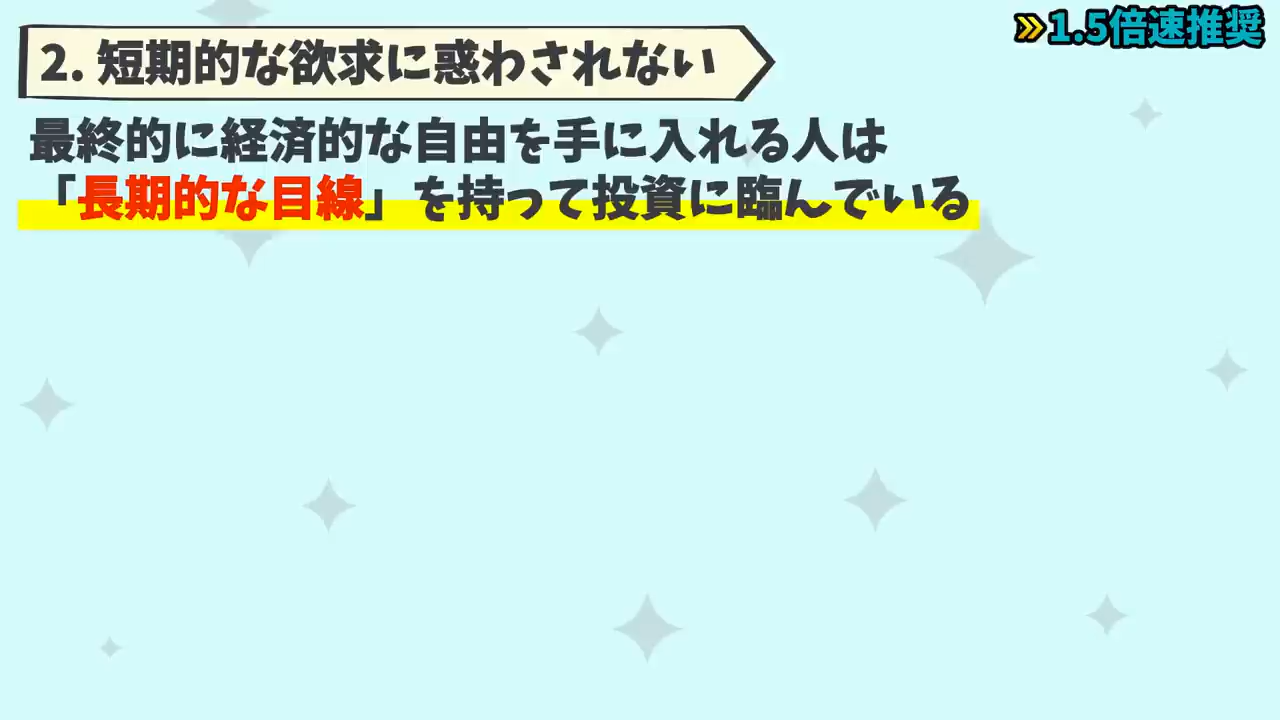 2. 短期的な欲求に惑わされない
1.5倍速推奨
最終的に経済的な自由を手に入れる人は
「長期的な目線」を持って投資に臨んでいる